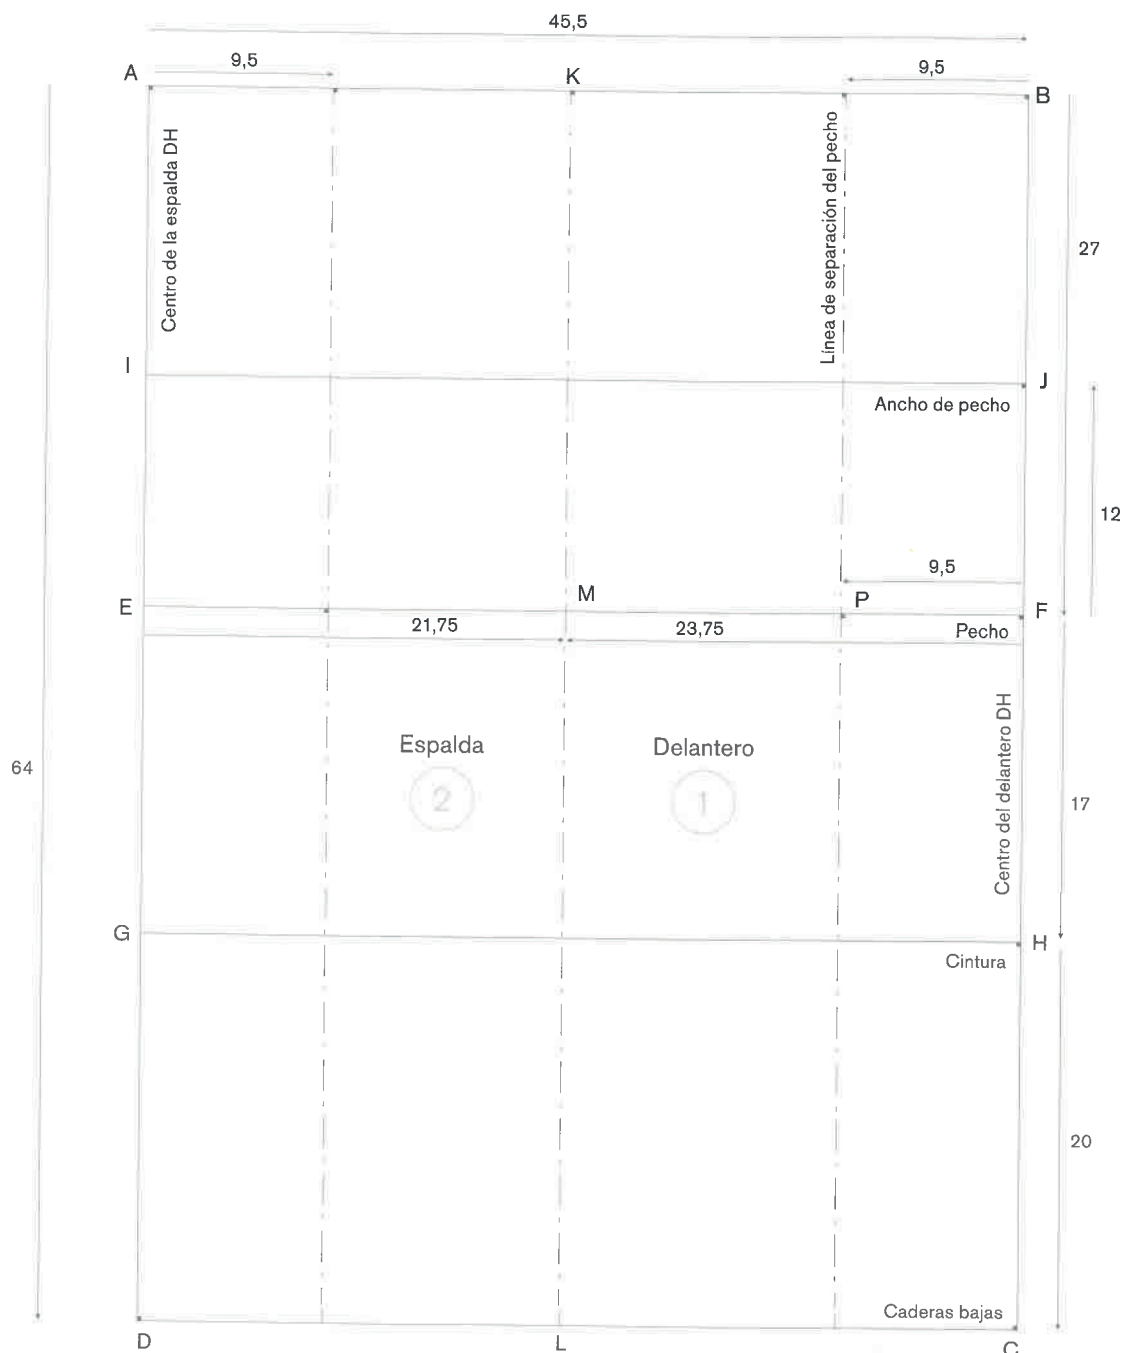 45,5
9,5
9,5
A
K
B
Centro de la espalda DH
Línea de separación del pecho
27
I
J
Ancho de pecho
12
9,5
E
M
P
F
21,75
23,75
Pecho
Espalda
Delantero
2
1
Centro del delantero DH
64
17
G
H
Cintura
20
Caderas bajas
D
L
C